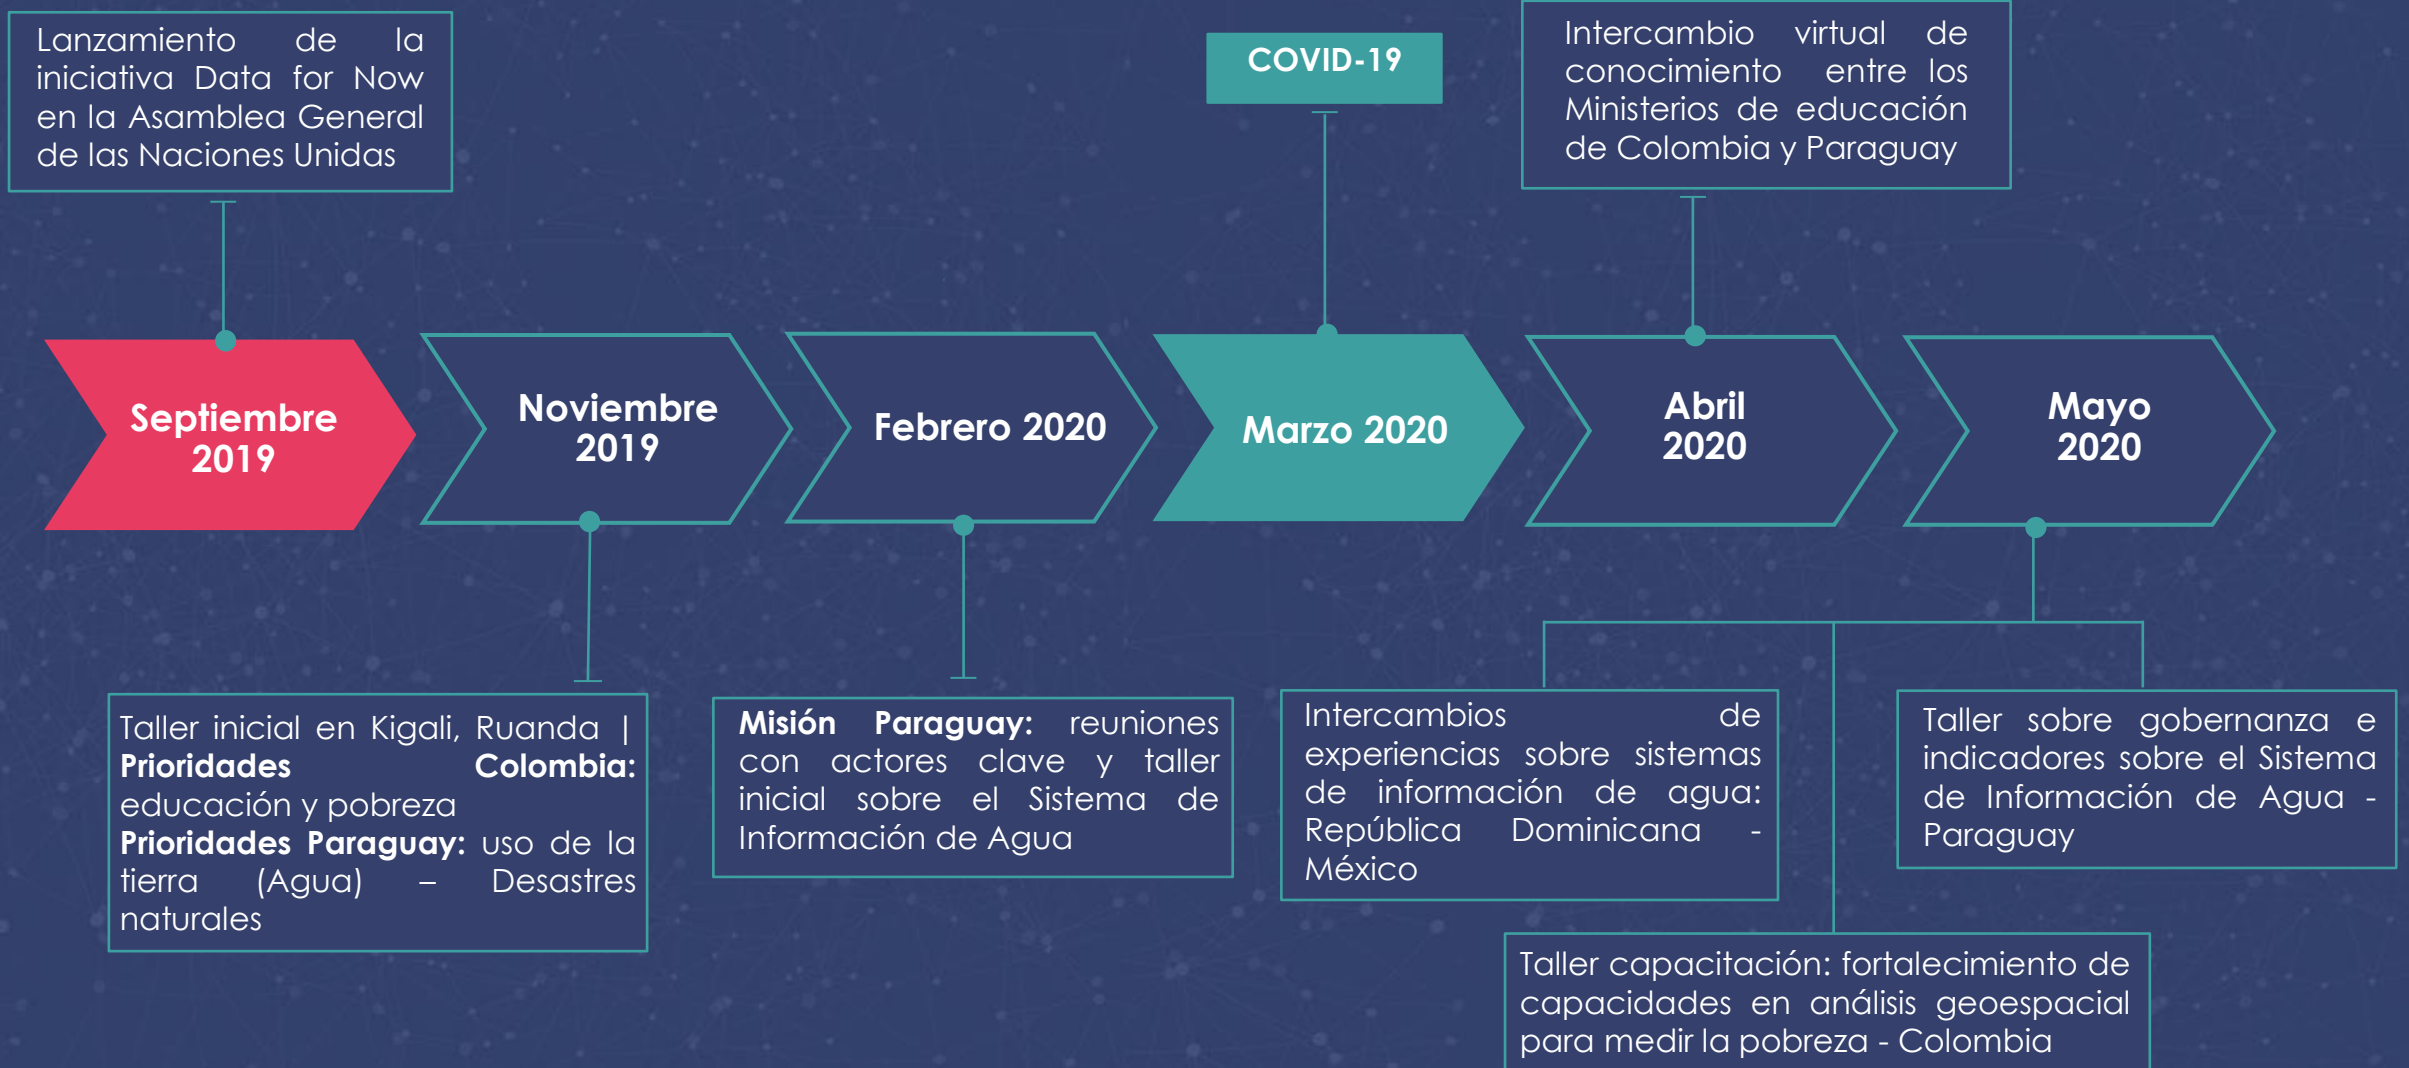 Lanzamiento de la
iniciativa Data for Now
en la Asamblea General
de las Naciones Unidas
COVID-19
Intercambio virtual de
conocimiento entre los
Ministerios de educación
de Colombia y Paraguay
Septiembre
2019
Noviembre
2019
Febrero 2020
Marzo 2020
Abril
2020
Mayo
2020
Taller inicial en Kigali, Ruanda |
Prioridades Colombia:
educación y pobreza
Prioridades Paraguay: uso de la
tierra (Agua) – Desastres
naturales
Misión Paraguay: reuniones
con actores clave y taller
inicial sobre el Sistema de
Información de Agua
Intercambios de
experiencias sobre sistemas
de información de agua:
República Dominicana -
México
Taller sobre gobernanza e
indicadores sobre el Sistema
de Información de Agua -
Paraguay
Taller capacitación: fortalecimiento de
capacidades en análisis geoespacial
para medir la pobreza - Colombia